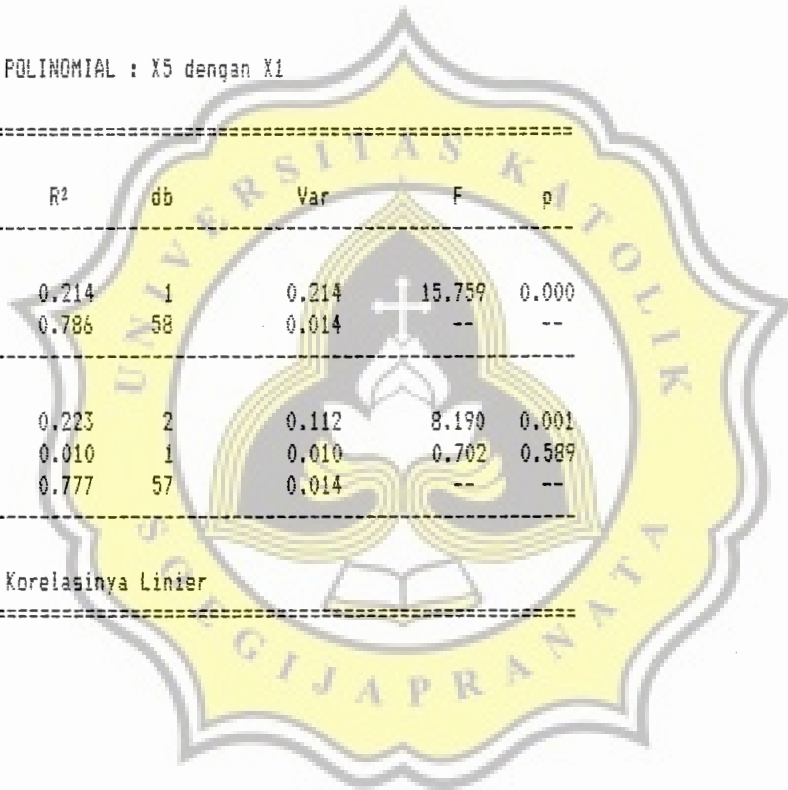 POLINOMIAL : X5 dengan X1
R² db Var F p
0.214 1 0.214 15.759 0.000
0.786 58 0.014 -- --
0.223 2 0.112 8.190 0.001
0.010 1 0.010 0.702 0.589
0.777 57 0.014 -- --
Korelasinya Linier
UNIVERSITAS KATOLIK
SOEGIJAPRANATA